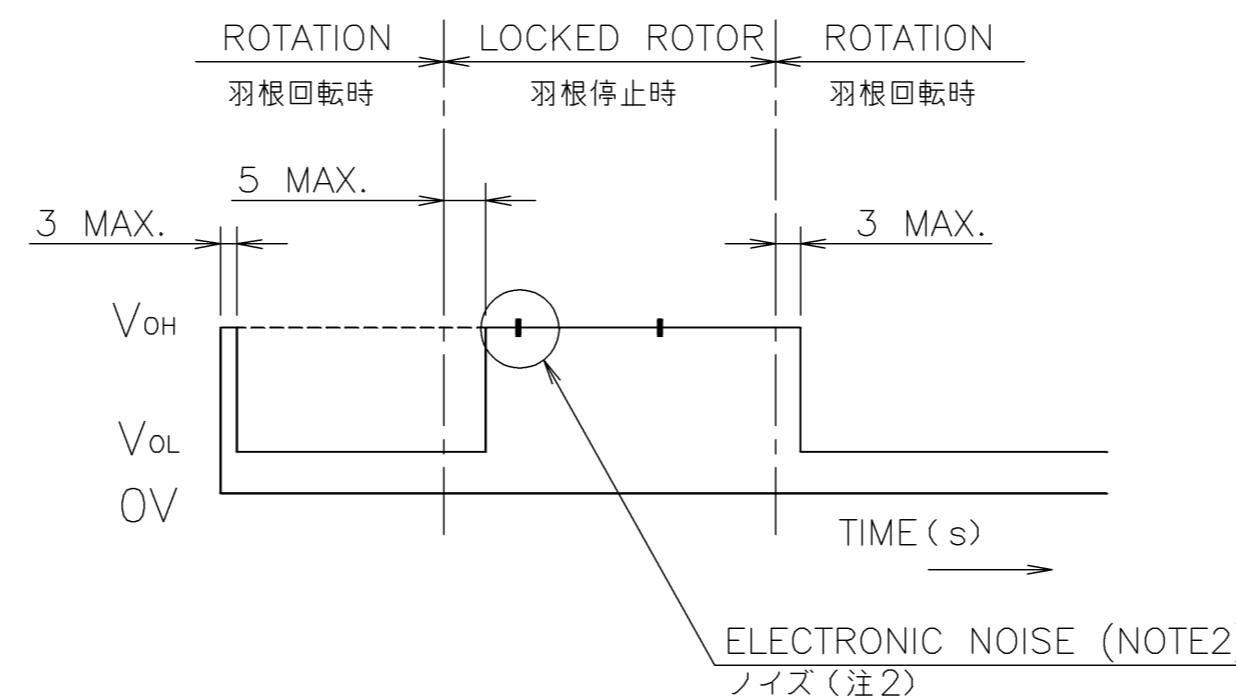 ROTATION
羽根回転時
LOCKED ROTOR
羽根停止時
ROTATION
羽根回転時
5 MAX.
3 MAX.
3 MAX.
VOH
VOL
0V
TIME(s)
ELECTRONIC NOISE (NOTE2)
ノイズ(注2)